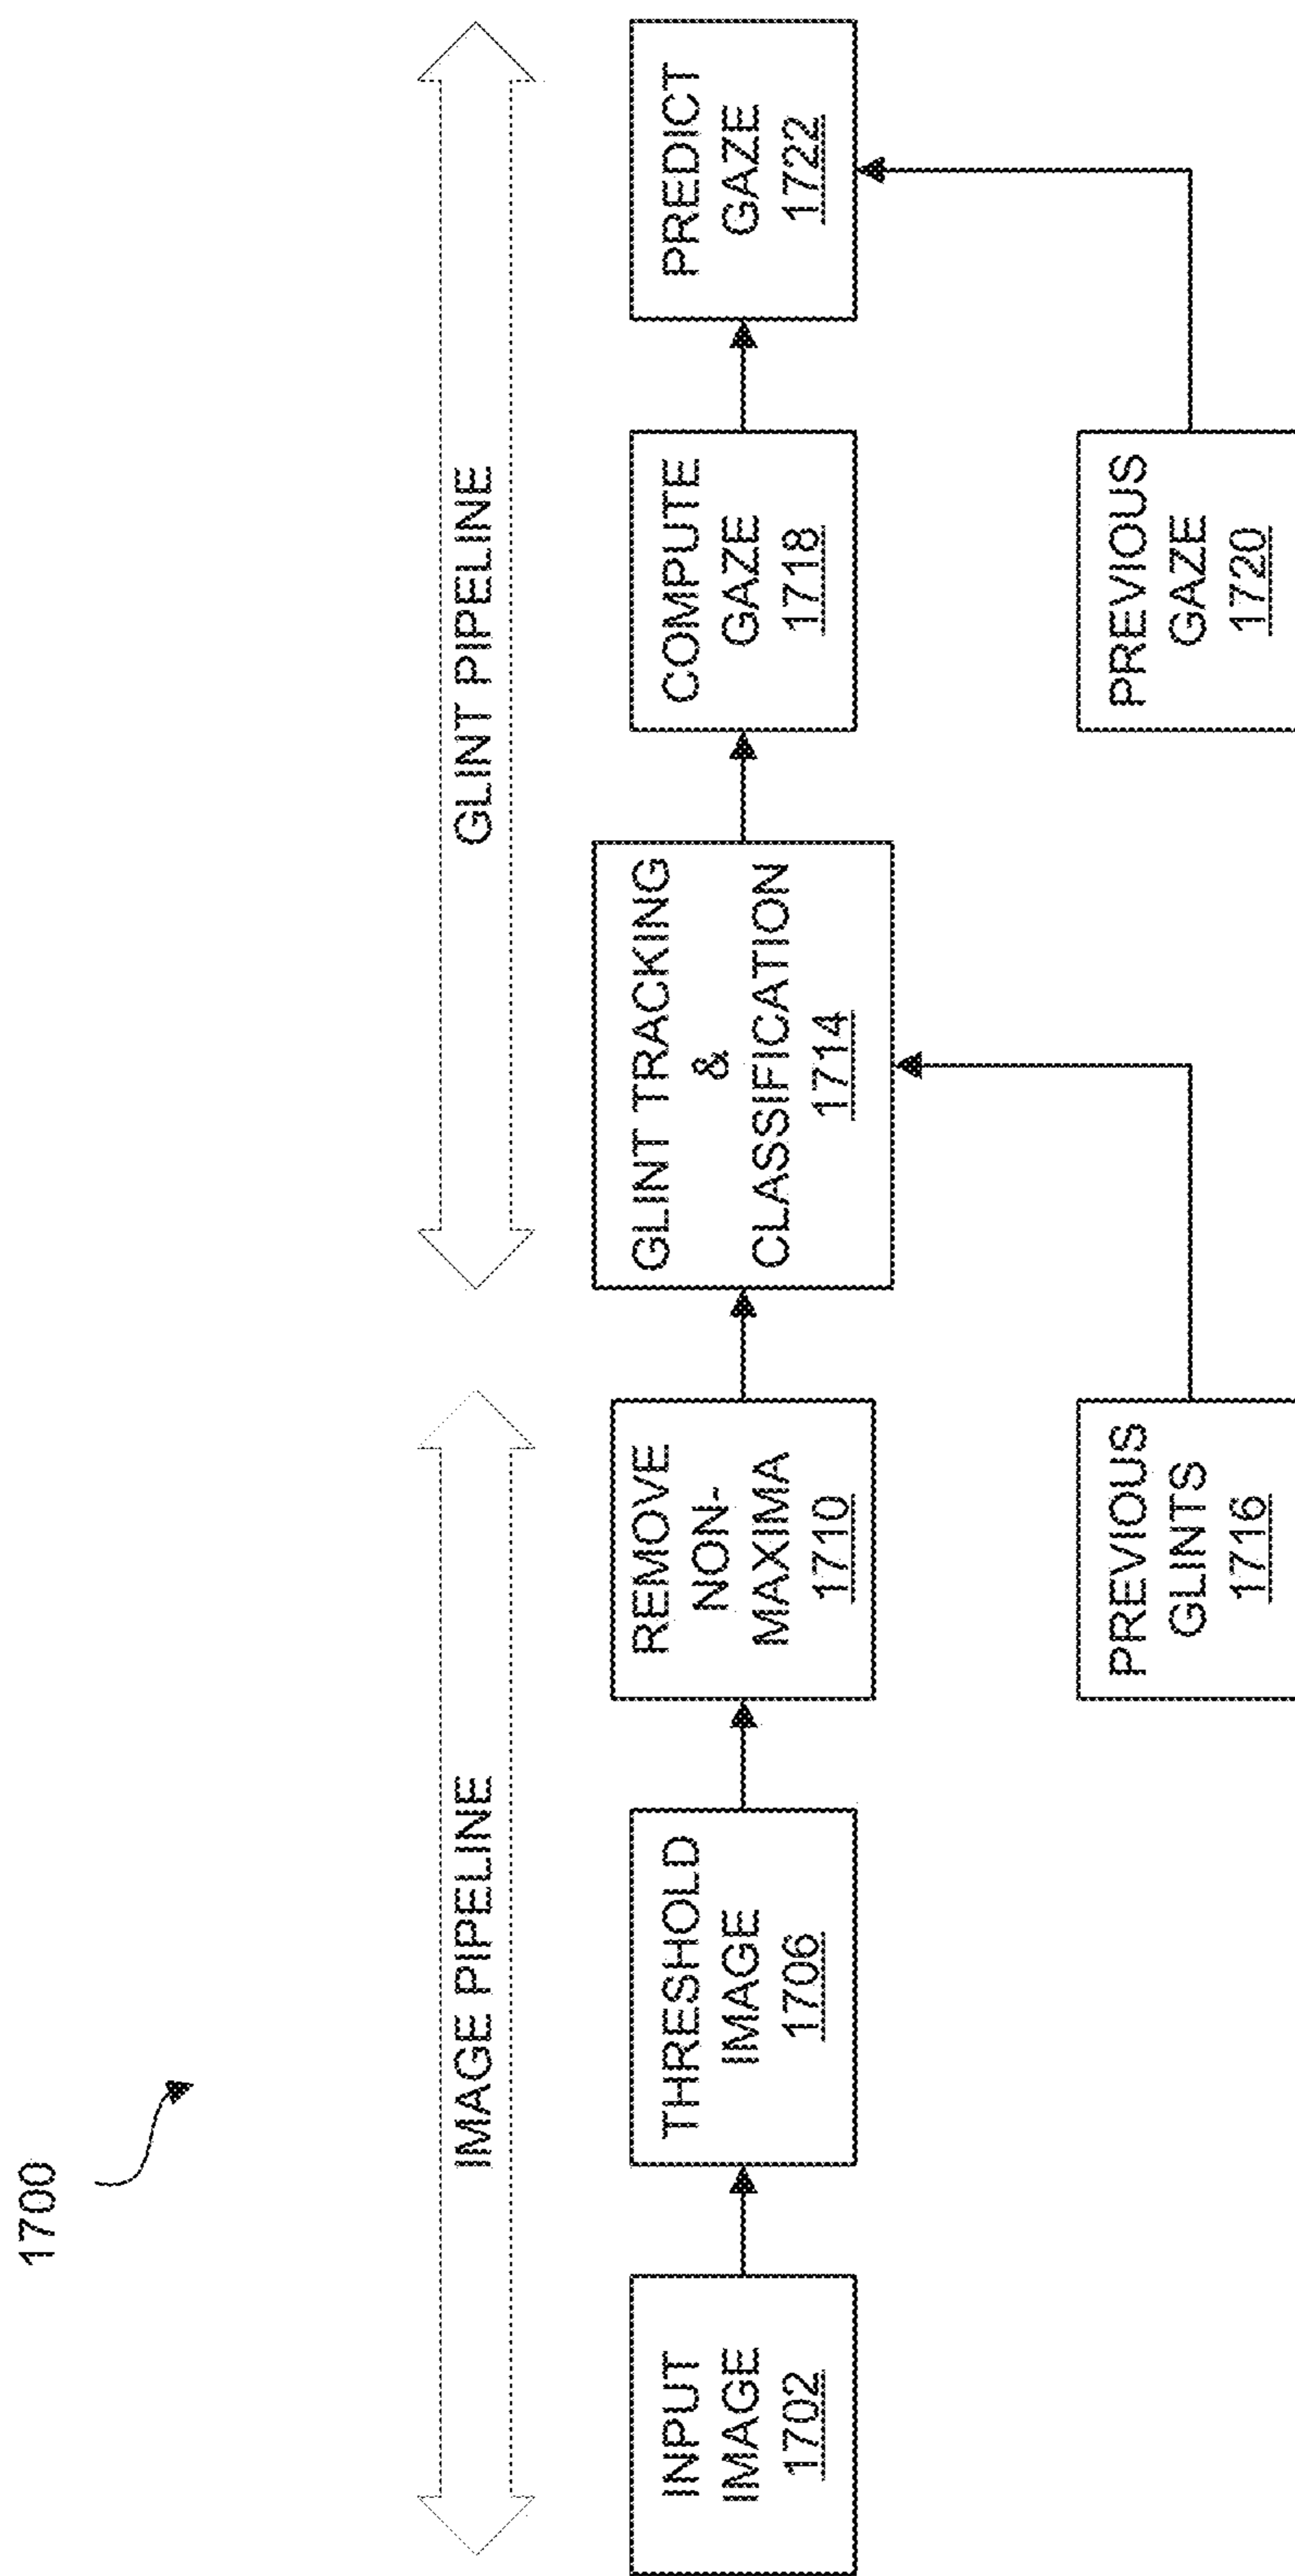 1700
IMAGE PIPELINE
GLINT PIPELINE
INPUT
IMAGE
1702
THRESHOLD
IMAGE
1706
REMOVE
NON-
MAXIMA
1710
GLINT TRACKING
&
CLASSIFICATION
1714
COMPUTE
GAZE
1718
PREDICT
GAZE
1722
PREVIOUS
GLINTS
1716
PREVIOUS
GAZE
1720